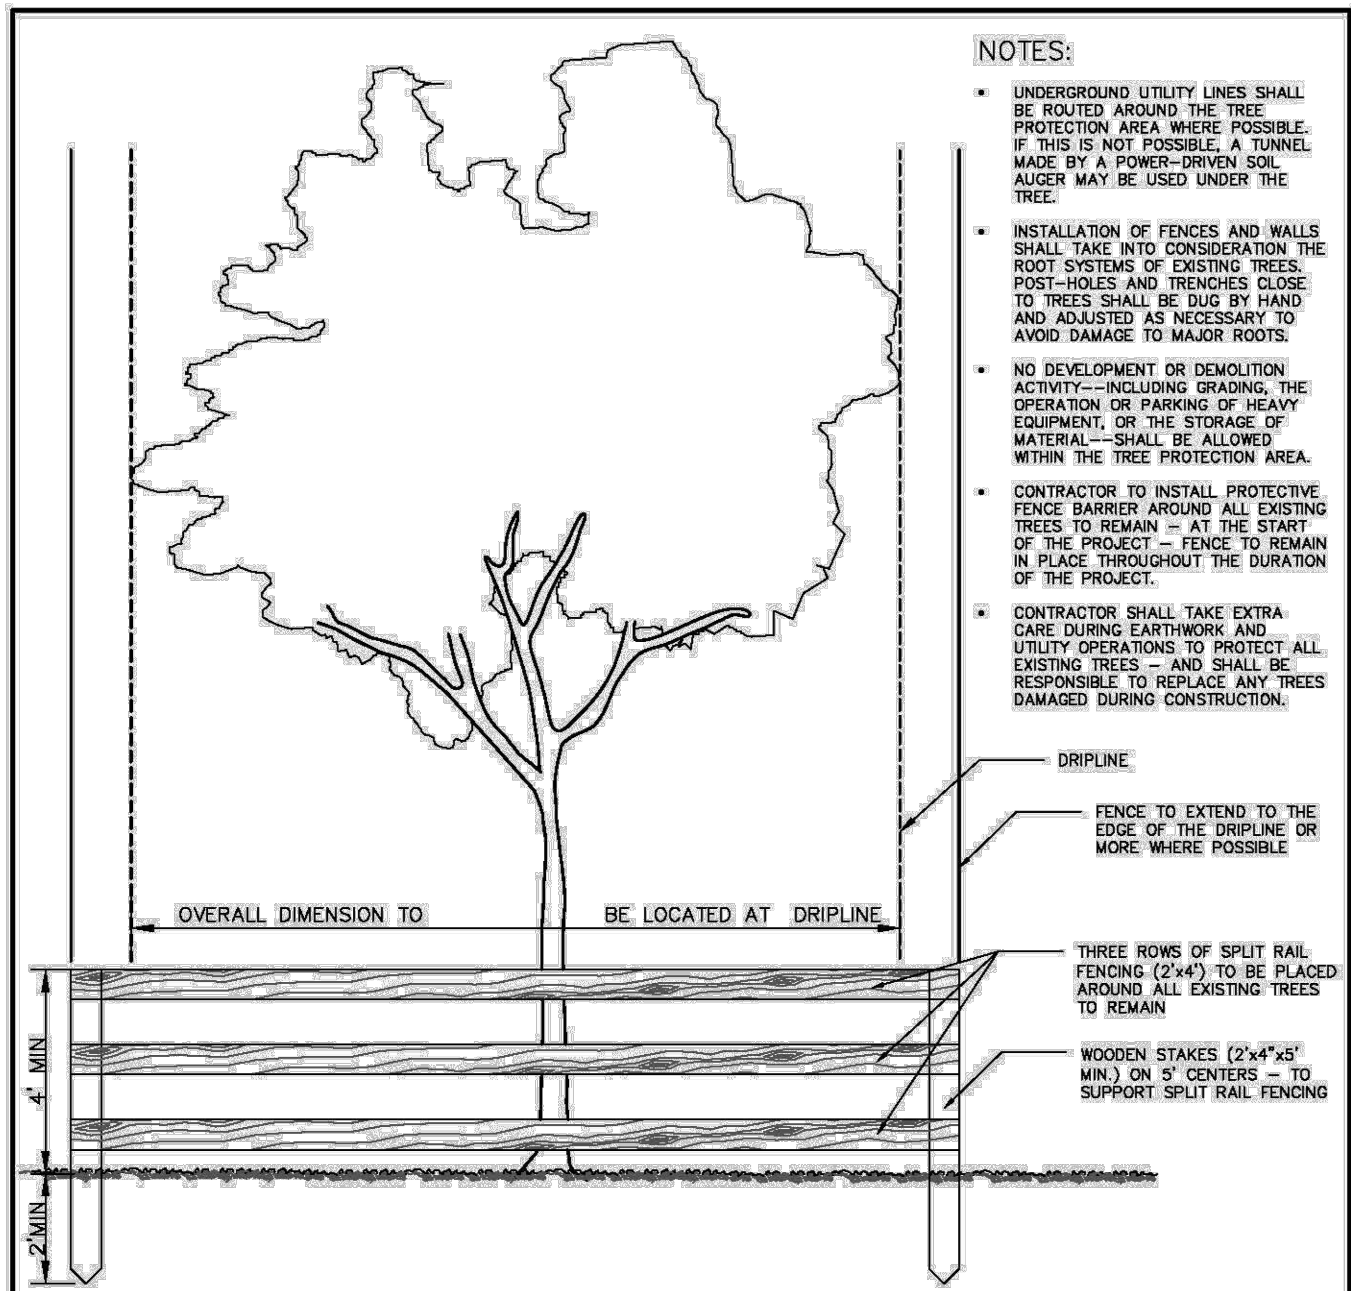 NOTES:
• UNDERGROUND UTILITY LINES SHALL
BE ROUTED AROUND THE TREE
PROTECTION AREA WHERE POSSIBLE.
IF THIS IS NOT POSSIBLE, A TUNNEL
MADE BY A POWER-DRIVEN SOIL
AUGER MAY BE USED UNDER THE
TREE.
• INSTALLATION OF FENCES AND WALLS
SHALL TAKE INTO CONSIDERATION THE
ROOT SYSTEMS OF EXISTING TREES.
POST-HOLES AND TRENCHES CLOSE
TO TREES SHALL BE DUG BY HAND
AND ADJUSTED AS NECESSARY TO
AVOID DAMAGE TO MAJOR ROOTS.
• NO DEVELOPMENT OR DEMOLITION
ACTIVITY--INCLUDING GRADING, THE
OPERATION OR PARKING OF HEAVY
EQUIPMENT, OR THE STORAGE OF
MATERIAL--SHALL BE ALLOWED
WITHIN THE TREE PROTECTION AREA.
• CONTRACTOR TO INSTALL PROTECTIVE
FENCE BARRIER AROUND ALL EXISTING
TREES TO REMAIN - AT THE START
OF THE PROJECT - FENCE TO REMAIN
IN PLACE THROUGHOUT THE DURATION
OF THE PROJECT.
• CONTRACTOR SHALL TAKE EXTRA
CARE DURING EARTHWORK AND
UTILITY OPERATIONS TO PROTECT ALL
EXISTING TREES - AND SHALL BE
RESPONSIBLE TO REPLACE ANY TREES
DAMAGED DURING CONSTRUCTION.
DRIPLINE
FENCE TO EXTEND TO THE
EDGE OF THE DRIPLINE OR
MORE WHERE POSSIBLE
OVERALL DIMENSION TO BE LOCATED AT DRIPLINE
THREE ROWS OF SPLIT RAIL
FENCING (2'x4') TO BE PLACED
AROUND ALL EXISTING TREES
TO REMAIN
WOODEN STAKES (2'x4"x5'
MIN.) ON 5' CENTERS - TO
SUPPORT SPLIT RAIL FENCING
4' MIN
2'MIN